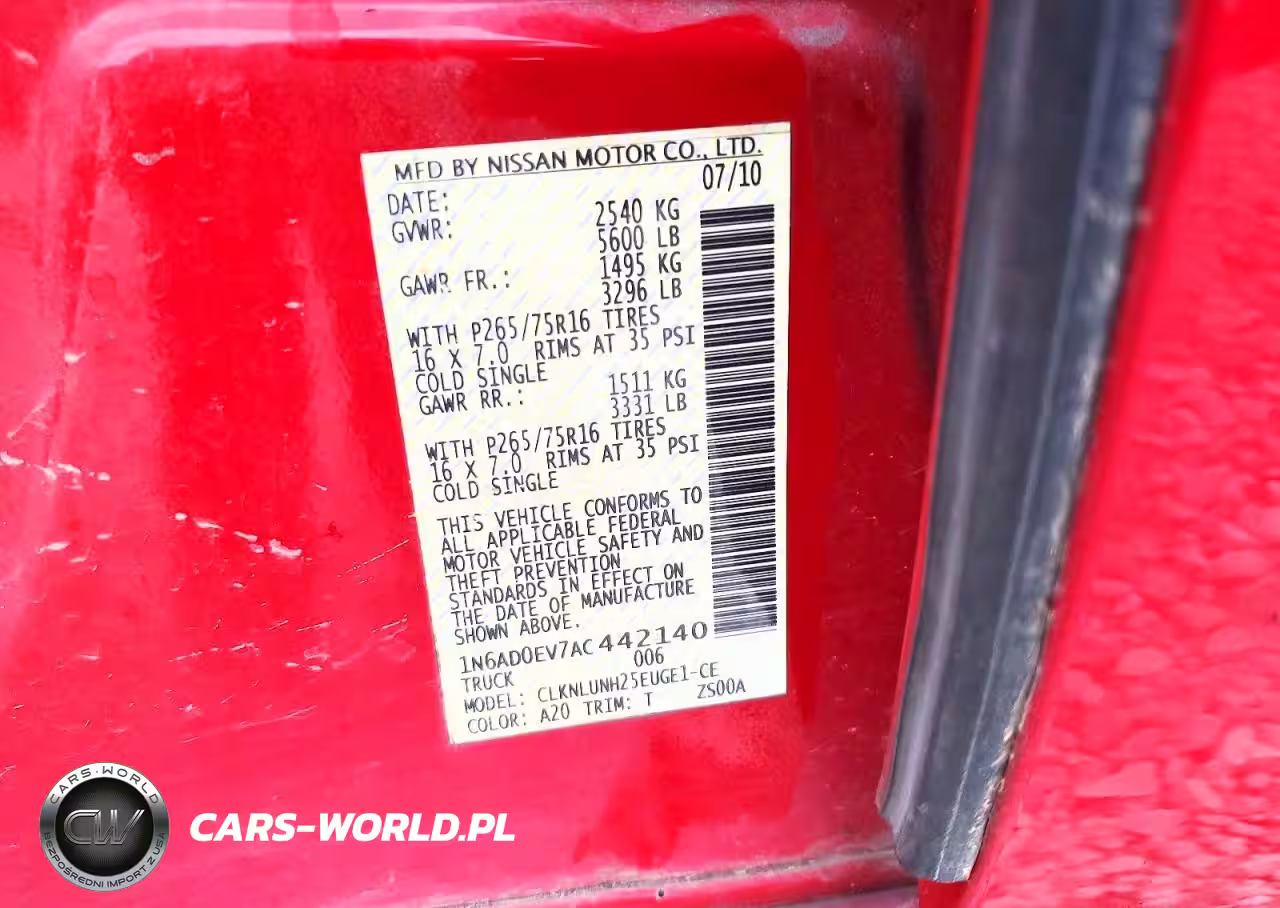 MFD BY NISSAN MOTOR CO., LTD.
DATE: 07/10
GVWR: 2540 KG
5600 LB
GAWR FR.: 1495 KG
3296 LB
WITH P265/75R16 TIRES
16 X 7.0 RIMS AT 35 PSI
COLD SINGLE
GAWR RR.: 1511 KG
3331 LB
WITH P265/75R16 TIRES
16 X 7.0 RIMS AT 35 PSI
COLD SINGLE
THIS VEHICLE CONFORMS TO
ALL APPLICABLE FEDERAL
MOTOR VEHICLE SAFETY AND
THEFT PREVENTION
STANDARDS IN EFFECT ON
THE DATE OF MANUFACTURE
SHOWN ABOVE.
1N6AD0EV7AC442140
TRUCK 006
MODEL: CLKNLUNH25EUGE1-CE
COLOR: A20 TRIM: T ZS00A
CARS-WORLD
CW
BEZPOŚREDNI IMPORT Z USA
CARS-WORLD.PL